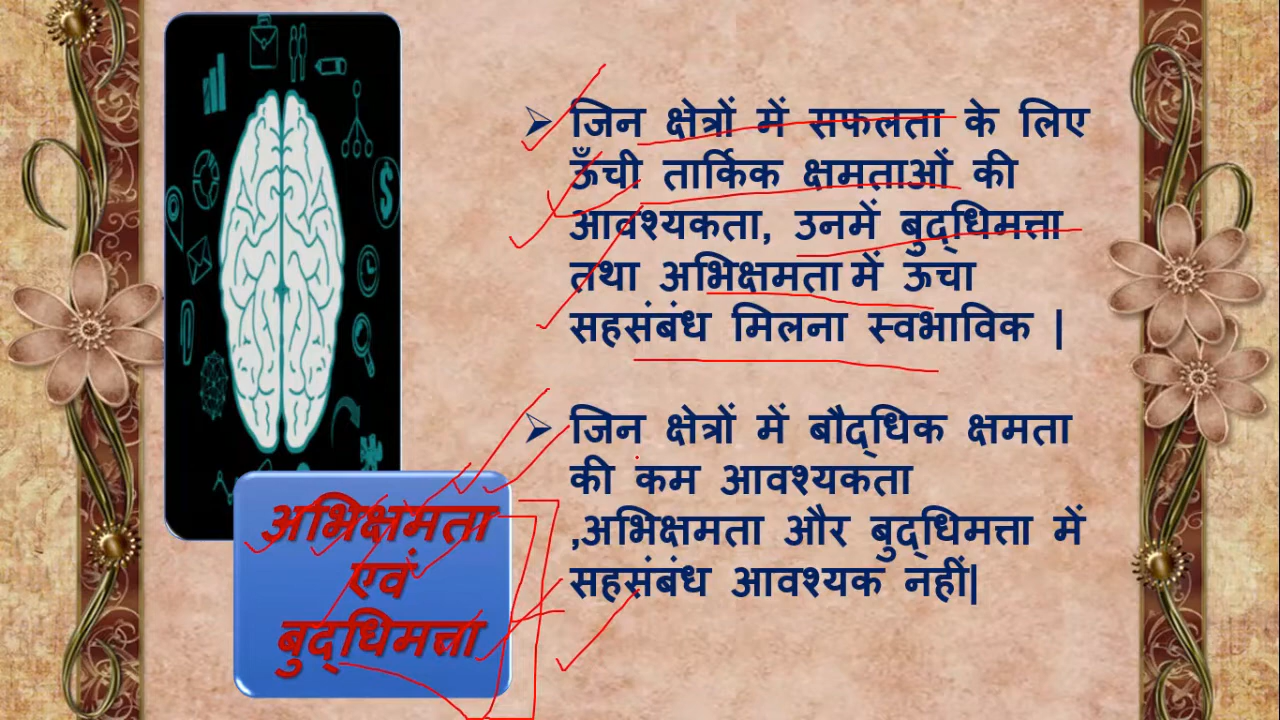 जिन क्षेत्रों में सफलता के लिए
ऊँची तार्किक क्षमताओं की
आवश्यकता, उनमें बुद्धिमत्ता
तथा अभिक्षमता में ऊंचा
सहसंबंध मिलना स्वभाविक |
जिन क्षेत्रों में बौद्धिक क्षमता
की कम आवश्यकता
,अभिक्षमता और बुद्धिमत्ता में
सहसंबंध आवश्यक नहीं|
अभिक्षमता
एवं
बुद्धिमत्ता